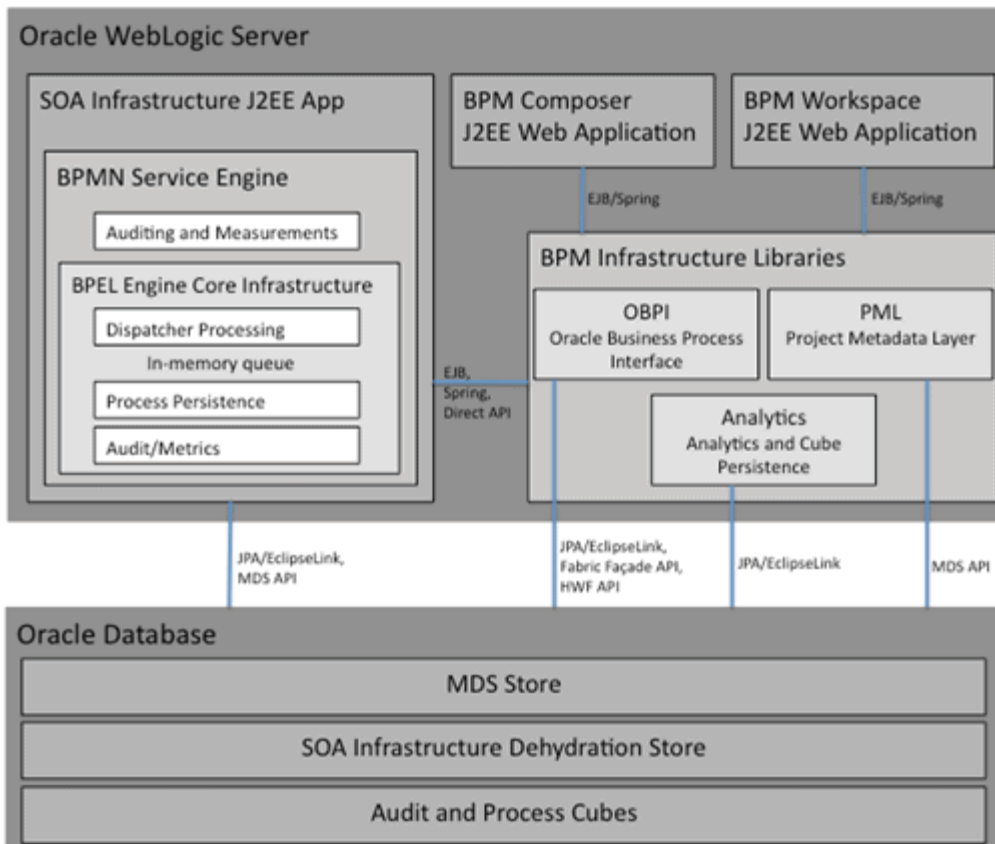 Oracle WebLogic Server
SOA Infrastructure J2EE App
BPMN Service Engine
Auditing and Measurements
BPEL Engine Core Infrastructure
Dispatcher Processing
In-memory queue
Process Persistence
Audit/Metrics
BPM Composer
J2EE Web Application
BPM Workspace
J2EE Web Application
EJB/Spring
EJB/Spring
BPM Infrastructure Libraries
OBPI
Oracle Business Process
Interface
PML
Project Metadata Layer
Analytics
Analytics and Cube
Persistence
EJB,
Spring,
Direct API
JPA/EclipseLink,
MDS API
JPA/EclipseLink,
Fabric Façade API,
HWF API
JPA/EclipseLink
MDS API
Oracle Database
MDS Store
SOA Infrastructure Dehydration Store
Audit and Process Cubes